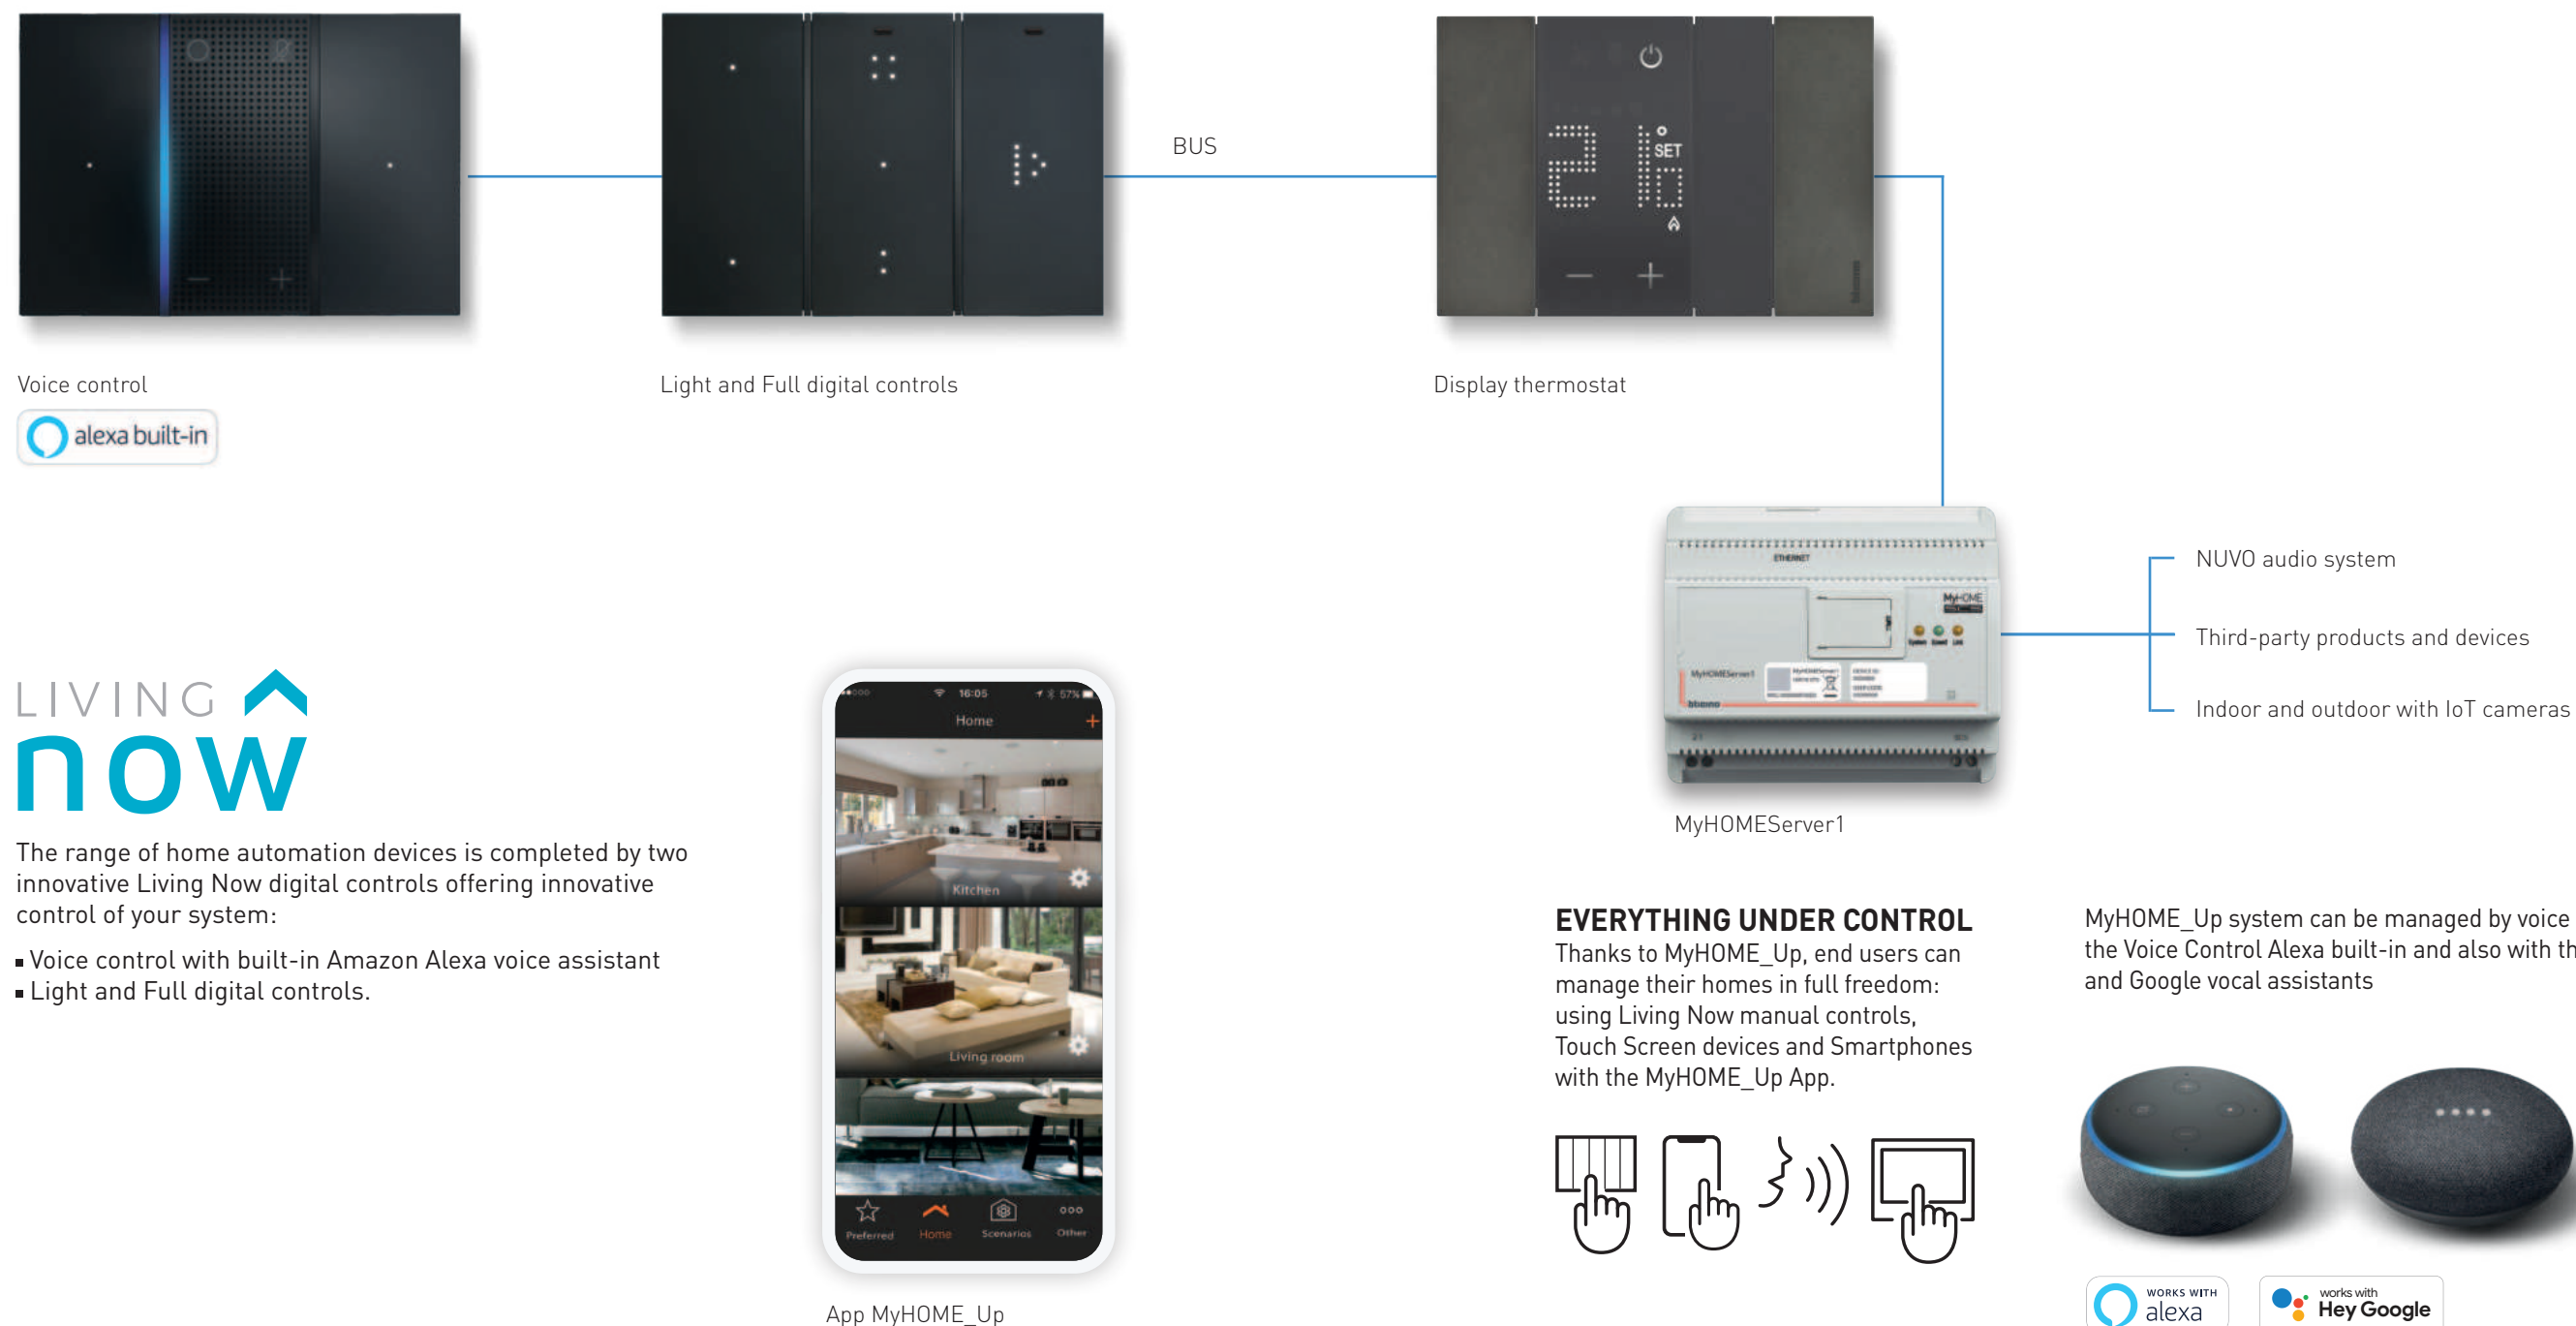 BUS
SET
Voice control
alexa built-in
Light and Full digital controls
Display thermostat
ETHERNET
MyHOME
MyHOMEServer1
bticino
NUVO audio system
Third-party products and devices
Indoor and outdoor with IoT cameras
MyHOMEServer1
LIVING
now
The range of home automation devices is completed by two
innovative Living Now digital controls offering innovative
control of your system:
▪ Voice control with built-in Amazon Alexa voice assistant
▪ Light and Full digital controls.
16:05
57%
Home
Kitchen
Living room
Preferred
Home
Scenarios
Other
App MyHOME_Up
EVERYTHING UNDER CONTROL
Thanks to MyHOME_Up, end users can
manage their homes in full freedom:
using Living Now manual controls,
Touch Screen devices and Smartphones
with the MyHOME_Up App.
MyHOME_Up system can be managed by voice
the Voice Control Alexa built-in and also with th
and Google vocal assistants
WORKS WITH
alexa
works with
Hey Google